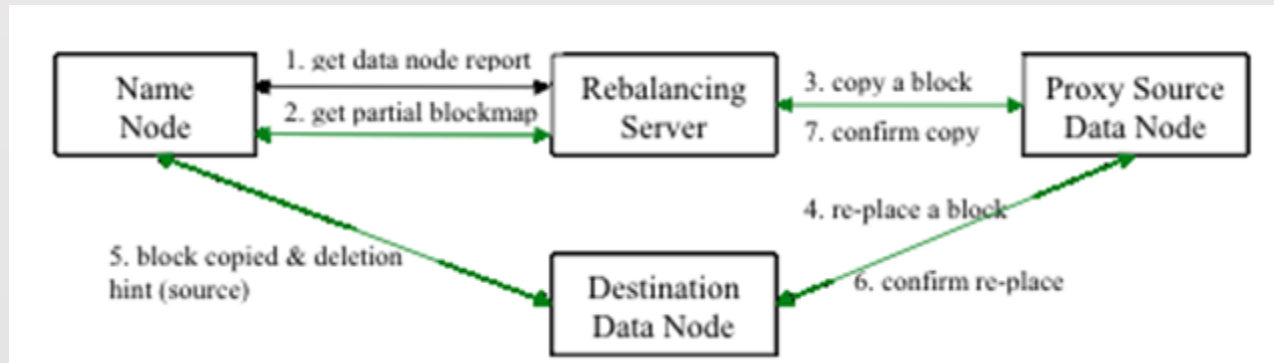 Name
Node
1. get data node report
2. get partial blockmap
Rebalancing
Server
3. copy a block
7. confirm copy
Proxy Source
Data Node
4. re-place a block
5. block copied & deletion
hint (source)
6. confirm re-place
Destination
Data Node